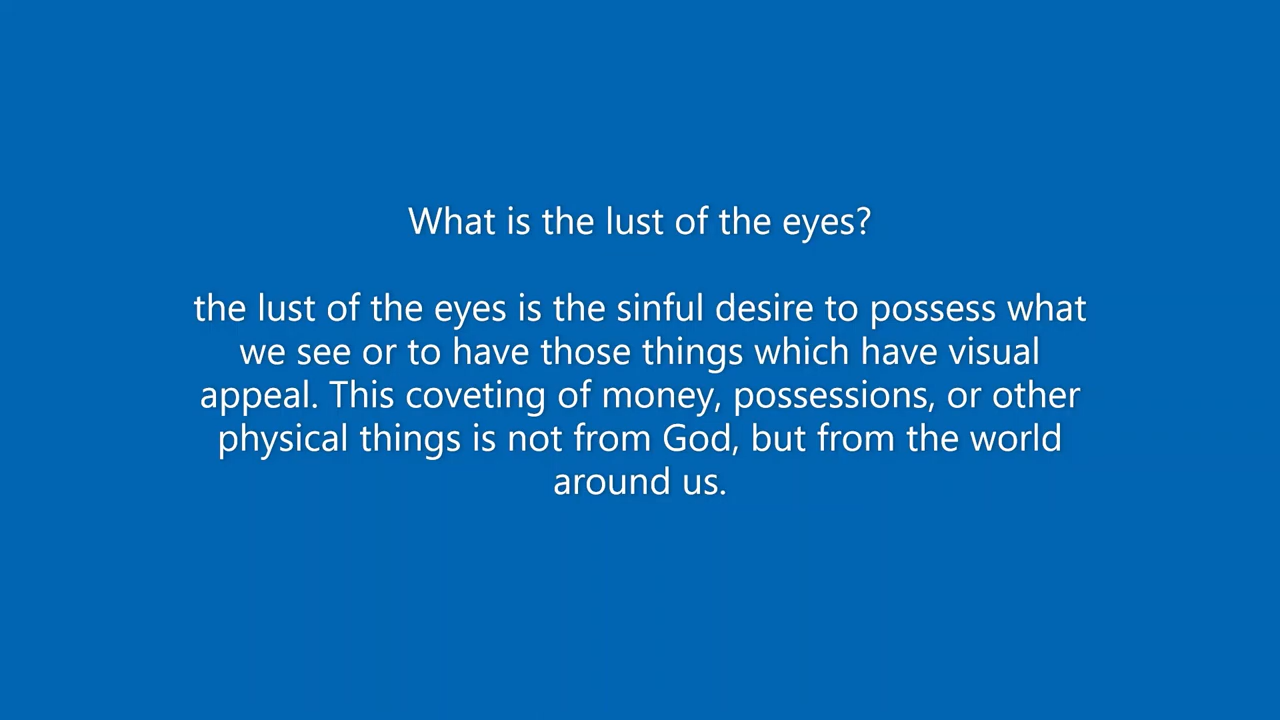 What is the lust of the eyes?
the lust of the eyes is the sinful desire to possess what
we see or to have those things which have visual
appeal. This coveting of money, possessions, or other
physical things is not from God, but from the world
around us.